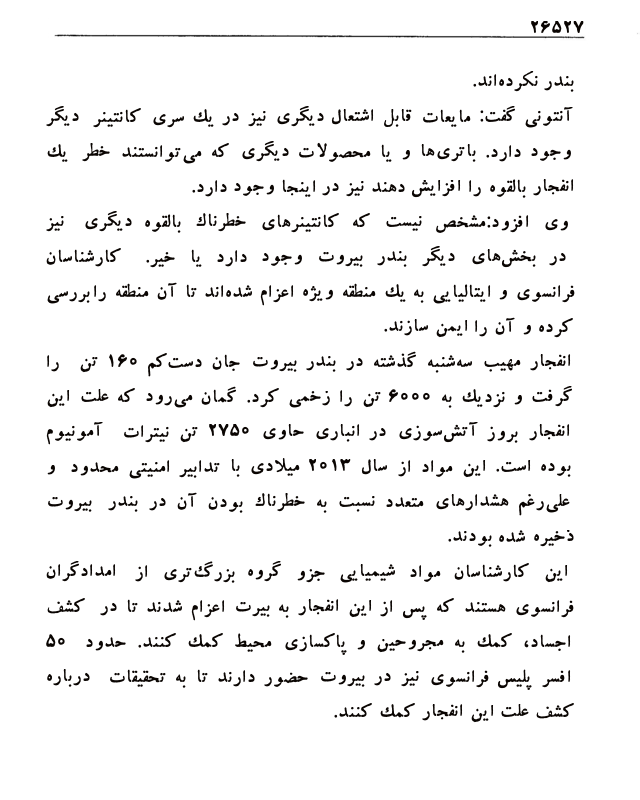 ۲۶۵۲۷
بندر نکرده‌اند.
آنتونی گفت: مایعات قابل اشتعال دیگری نیز در یك سری کانتینر دیگر
وجود دارد. باتری‌ها و یا محصولات دیگری که می‌توانستند خطر یك
انفجار بالقوه را افزایش دهند نیز در اینجا وجود دارد.
وی افزود:مشخص نیست که کانتینرهای خطرناك بالقوه دیگری نیز
در بخش‌های دیگر بندر بیروت وجود دارد یا خیر. کارشناسان
فرانسوی و ایتالیایی به یك منطقه ویژه اعزام شده‌اند تا آن منطقه رابررسی
کرده و آن را ایمن سازند.
انفجار مهیب سه‌شنبه گذشته در بندر بیروت جان دست‌کم ۱۶۰ تن را
گرفت و نزدیك به ۶۰۰۰ تن را زخمی کرد. گمان می‌رود که علت این
انفجار بروز آتش‌سوزی در انباری حاوی ۲۷۵۰ تن نیترات آمونیوم
بوده است. این مواد از سال ۲۰۱۳ میلادی با تدابیر امنیتی محدود و
علی‌رغم هشدارهای متعدد نسبت به خطرناك بودن آن در بندر بیروت
ذخیره شده بودند.
این کارشناسان مواد شیمیایی جزو گروه بزرگ‌تری از امدادگران
فرانسوی هستند که پس از این انفجار به بیرت اعزام شدند تا در کشف
اجساد، کمك به مجروحین و پاکسازی محیط کمك کنند. حدود ۵۰
افسر پلیس فرانسوی نیز در بیروت حضور دارند تا به تحقیقات درباره
کشف علت این انفجار کمك کنند.